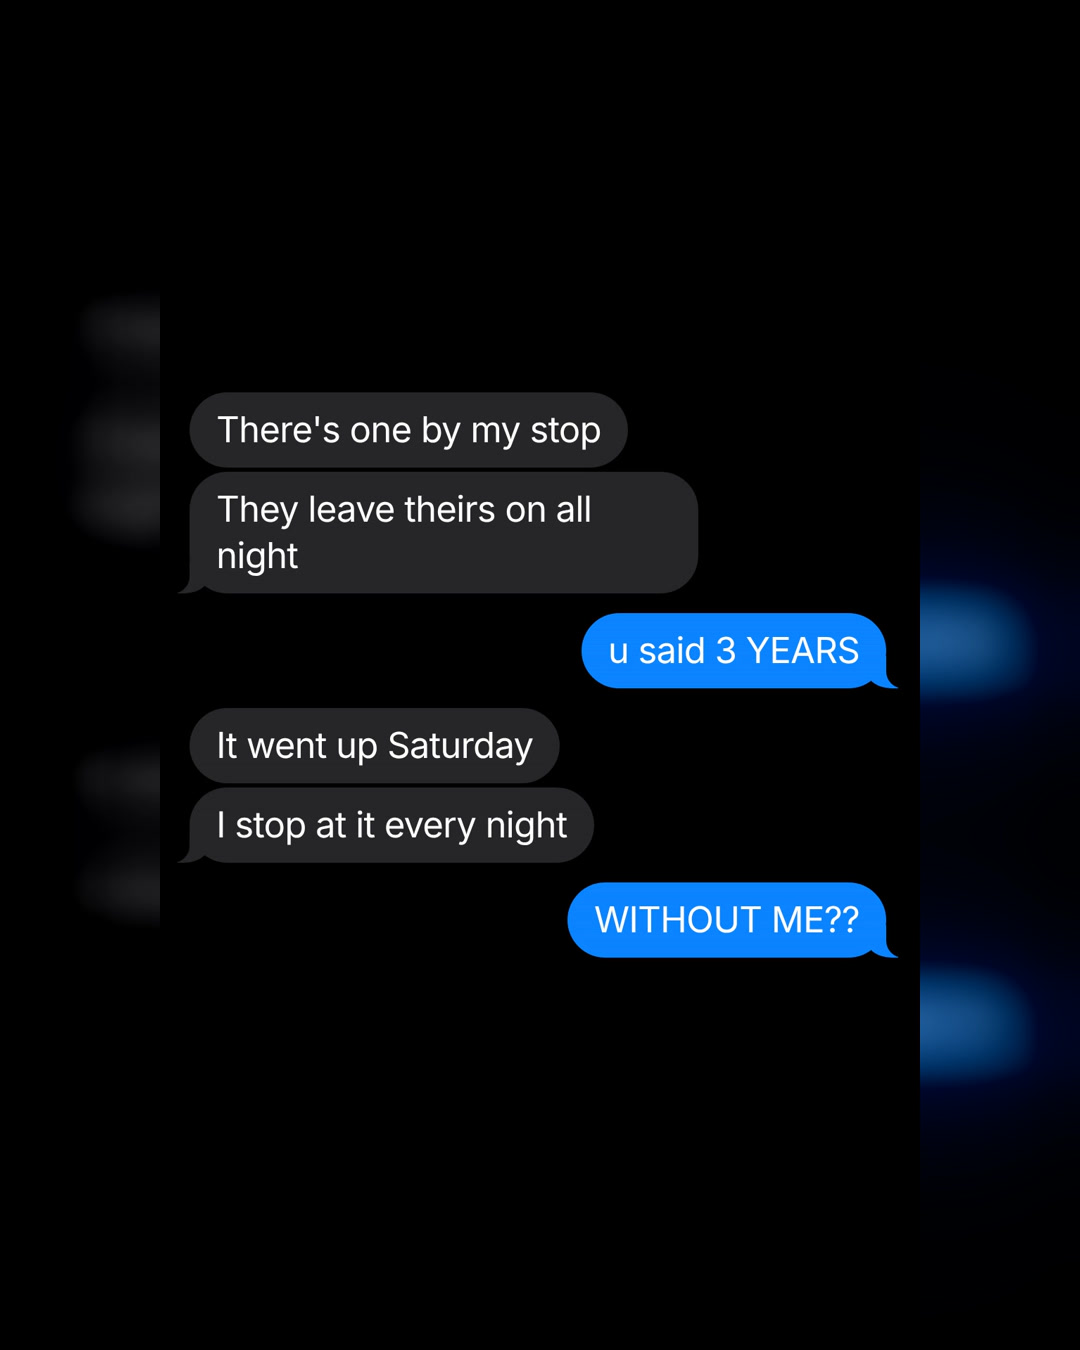 There's one by my stop
They leave theirs on all
night
u said 3 YEARS
It went up Saturday
I stop at it every night
WITHOUT ME??